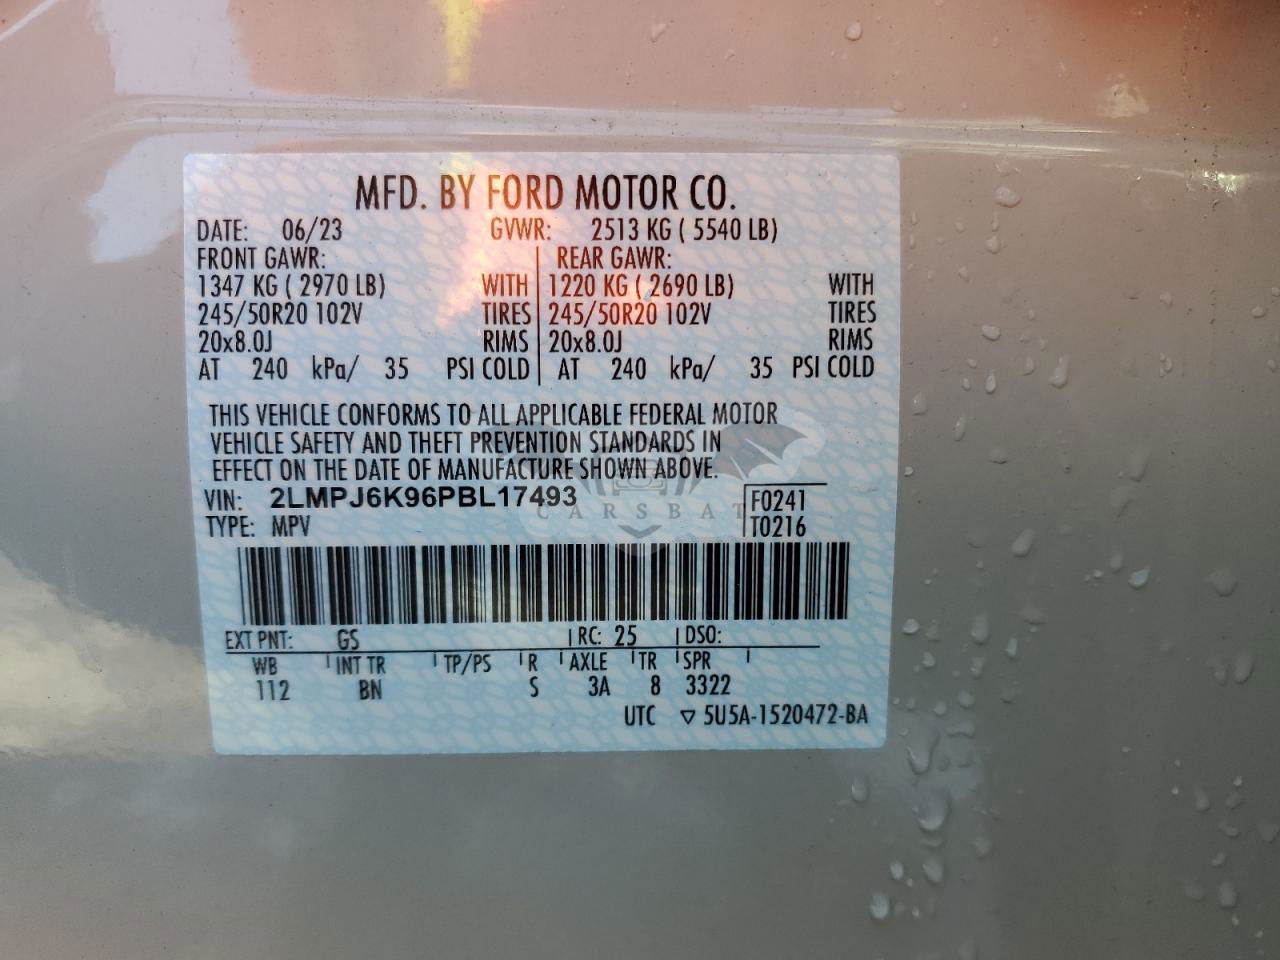 MFD. BY FORD MOTOR CO.
DATE: 06/23 GVWR: 2513 KG ( 5540 LB)
FRONT GAWR: REAR GAWR:
1347 KG ( 2970 LB) WITH 1220 KG ( 2690 LB) WITH
245/50R20 102V TIRES 245/50R20 102V TIRES
20x8.0J RIMS 20x8.0J RIMS
AT 240 kPa/ 35 PSI COLD AT 240 kPa/ 35 PSI COLD
THIS VEHICLE CONFORMS TO ALL APPLICABLE FEDERAL MOTOR
VEHICLE SAFETY AND THEFT PREVENTION STANDARDS IN
EFFECT ON THE DATE OF MANUFACTURE SHOWN ABOVE.
VIN: 2LMPJ6K96PBL17493 F0241
CARSBAT
TYPE: MPV T0216
EXT PNT: GS RC: 25 DSO:
WB INT TR TP/PS R AXLE TR SPR
112 BN S 3A 8 3322
UTC ▽ 5U5A-1520472-BA